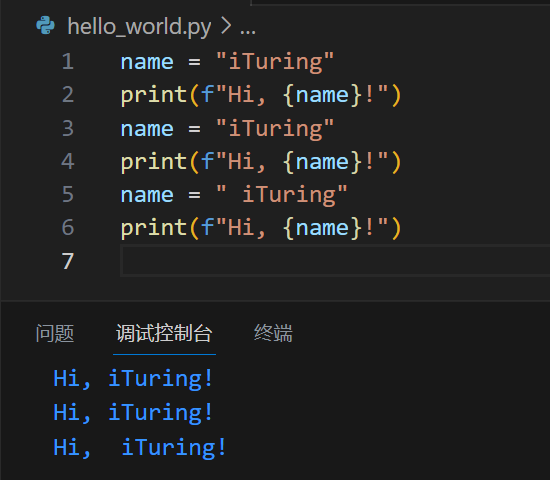 hello_world.py > ...
1 name = "iTuring"
2 print(f"Hi, {name}!")
3 name = "iTuring"
4 print(f"Hi, {name}!")
5 name = " iTuring"
6 print(f"Hi, {name}!")
7
问题 调试控制台 终端
Hi, iTuring!
Hi, iTuring!
Hi,  iTuring!